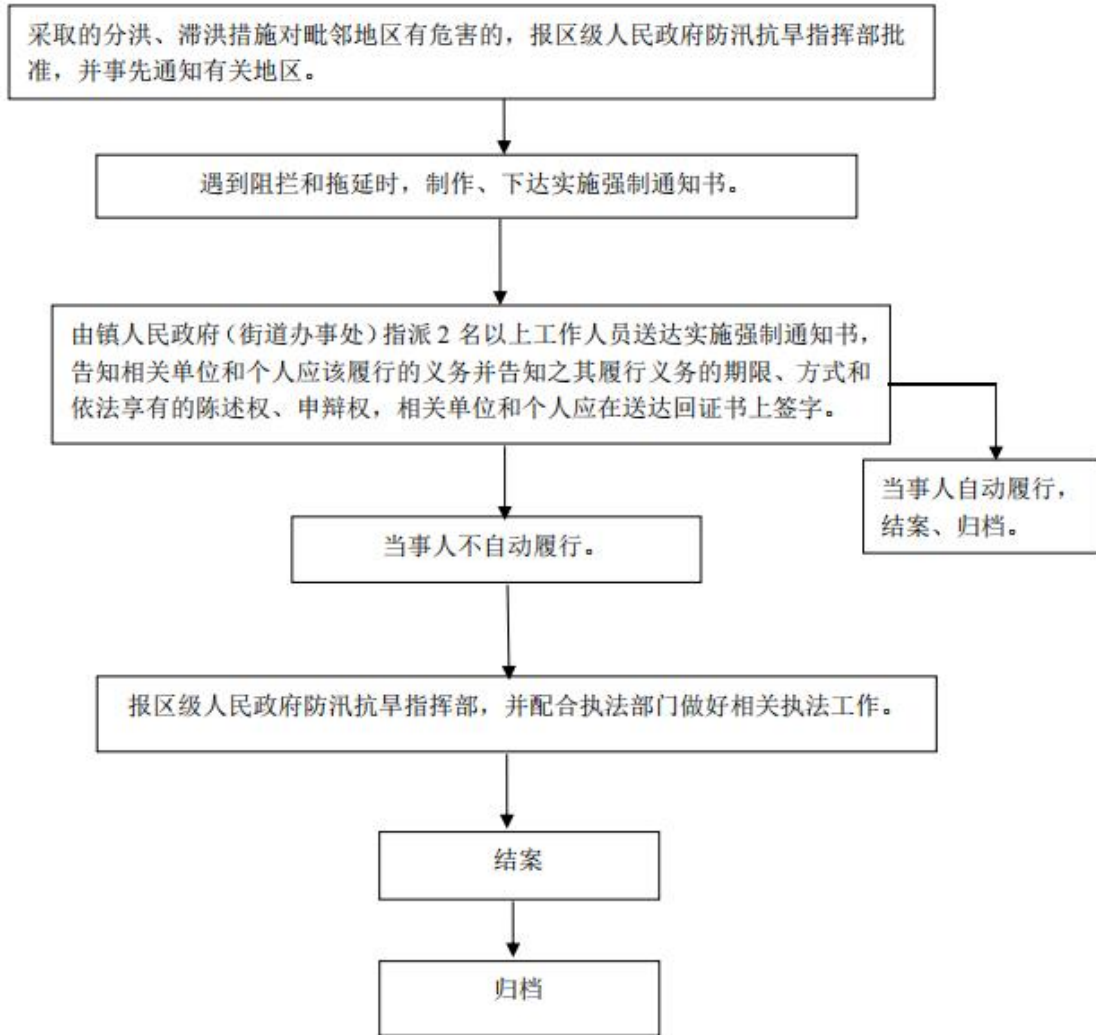 采取的分洪、滞洪措施对毗邻地区有危害的，报区级人民政府防汛抗旱指挥部批
准，并事先通知有关地区。
遇到阻拦和拖延时，制作、下达实施强制通知书。
由镇人民政府（街道办事处）指派 2 名以上工作人员送达实施强制通知书，
告知相关单位和个人应该履行的义务并告知之其履行义务的期限、方式和
依法享有的陈述权、申辩权，相关单位和个人应在送达回证书上签字。
当事人自动履行，
结案、归档。
当事人不自动履行。
报区级人民政府防汛抗旱指挥部，并配合执法部门做好相关执法工作。
结案
归档